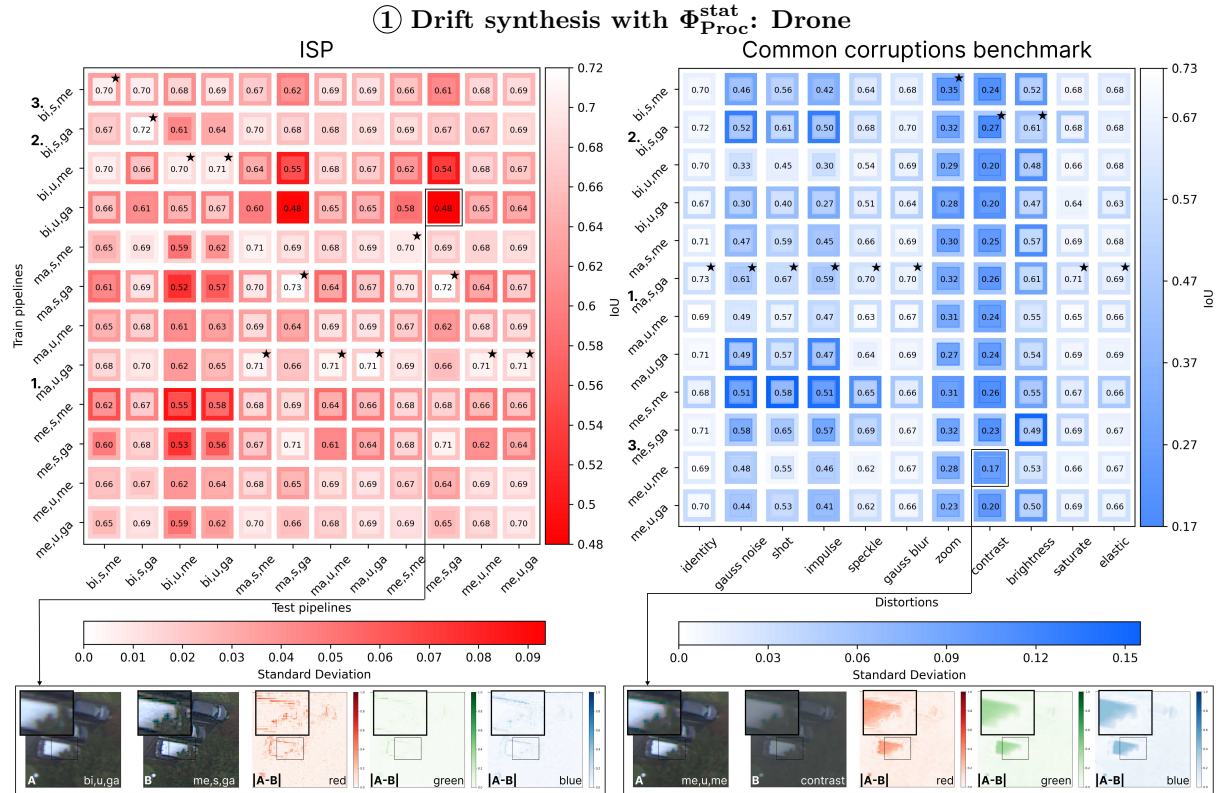 ① Drift synthesis with Φ^stat_Proc: Drone
ISP
Train pipelines
3. bi,s,me 0.70★ 0.70 0.68 0.69 0.67 0.62 0.69 0.69 0.66 0.61 0.68 0.69
2. bi,s,ga 0.67 0.72★ 0.61 0.64 0.70 0.68 0.68 0.69 0.69 0.67 0.67 0.69
bi,u,me 0.70 0.66 0.70★ 0.71★ 0.64 0.55 0.68 0.67 0.62 0.54 0.68 0.67
bi,u,ga 0.66 0.61 0.65 0.67 0.60 0.48 0.65 0.65 0.58 0.48 0.65 0.64
ma,s,me 0.65 0.69 0.59 0.62 0.71 0.69 0.68 0.69 0.70★ 0.69 0.68 0.69
ma,s,ga 0.61 0.69 0.52 0.57 0.70 0.73★ 0.64 0.67 0.70 0.72★ 0.64 0.67
ma,u,me 0.65 0.68 0.61 0.63 0.69 0.64 0.69 0.69 0.67 0.62 0.68 0.69
1. ma,u,ga 0.68 0.70 0.62 0.65 0.71★ 0.66 0.71★ 0.71★ 0.69 0.66 0.71★ 0.71★
me,s,me 0.62 0.67 0.55 0.58 0.68 0.69 0.64 0.66 0.68 0.68 0.66 0.66
me,s,ga 0.60 0.68 0.53 0.56 0.67 0.71 0.61 0.64 0.68 0.71 0.62 0.64
me,u,me 0.66 0.67 0.62 0.64 0.68 0.66 0.68 0.69 0.67 0.64 0.68 0.69
me,u,ga 0.65 0.69 0.59 0.62 0.70 0.66 0.68 0.69 0.69 0.65 0.68 0.70
bi,s,me bi,s,ga bi,u,me bi,u,ga ma,s,me ma,s,ga ma,u,me ma,u,ga me,s,me me,s,ga me,u,me me,u,ga
Test pipelines
0.72
0.7
0.68
0.66
0.64
0.62
0.6
0.58
0.56
0.54
0.52
0.5
0.48
IoU
0.0 0.01 0.02 0.03 0.04 0.05 0.06 0.07 0.08 0.09
Standard Deviation
A bi,u,ga
B me,s,ga
|A-B| red
|A-B| green
|A-B| blue
Common corruptions benchmark
bi,s,me 0.70 0.46 0.56 0.42 0.64 0.68 0.35★ 0.24 0.52 0.68 0.68
2. bi,s,ga 0.72 0.52 0.61 0.50 0.68 0.70 0.32 0.27★ 0.61★ 0.68 0.68
bi,u,me 0.70 0.33 0.45 0.30 0.54 0.69 0.29 0.20 0.48 0.66 0.68
bi,u,ga 0.67 0.30 0.40 0.27 0.51 0.64 0.28 0.20 0.47 0.64 0.63
ma,s,me 0.71 0.47 0.59 0.45 0.66 0.69 0.30 0.25 0.57 0.69 0.68
1. ma,s,ga 0.73★ 0.61★ 0.67★ 0.59★ 0.70★ 0.70★ 0.33 0.26 0.61 0.71★ 0.69★
ma,u,me 0.69 0.49 0.57 0.47 0.63 0.67 0.31 0.24 0.55 0.65 0.66
ma,u,ga 0.71 0.49 0.57 0.47 0.64 0.69 0.27 0.24 0.54 0.69 0.69
me,s,me 0.68 0.51 0.58 0.51 0.65 0.66 0.31 0.26 0.55 0.66 0.66
3. me,s,ga 0.71 0.58 0.65 0.57 0.69 0.67 0.32 0.23 0.49 0.69 0.67
me,u,me 0.69 0.48 0.55 0.46 0.62 0.67 0.28 0.17 0.53 0.66 0.67
me,u,ga 0.70 0.44 0.53 0.41 0.62 0.66 0.23 0.20 0.50 0.69 0.66
identity gauss noise shot impulse speckle gauss blur zoom contrast brightness saturate elastic
Distortions
0.73
0.67
0.57
0.47
0.37
0.27
0.17
IoU
0.0 0.03 0.06 0.09 0.12 0.15
Standard Deviation
A me,u,me
B contrast
|A-B| red
|A-B| green
|A-B| blue